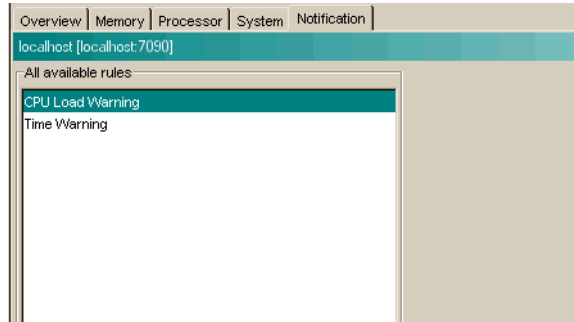 Overview Memory Processor System Notification
localhost [localhost:7090]
All available rules
CPU Load Warning
Time Warning